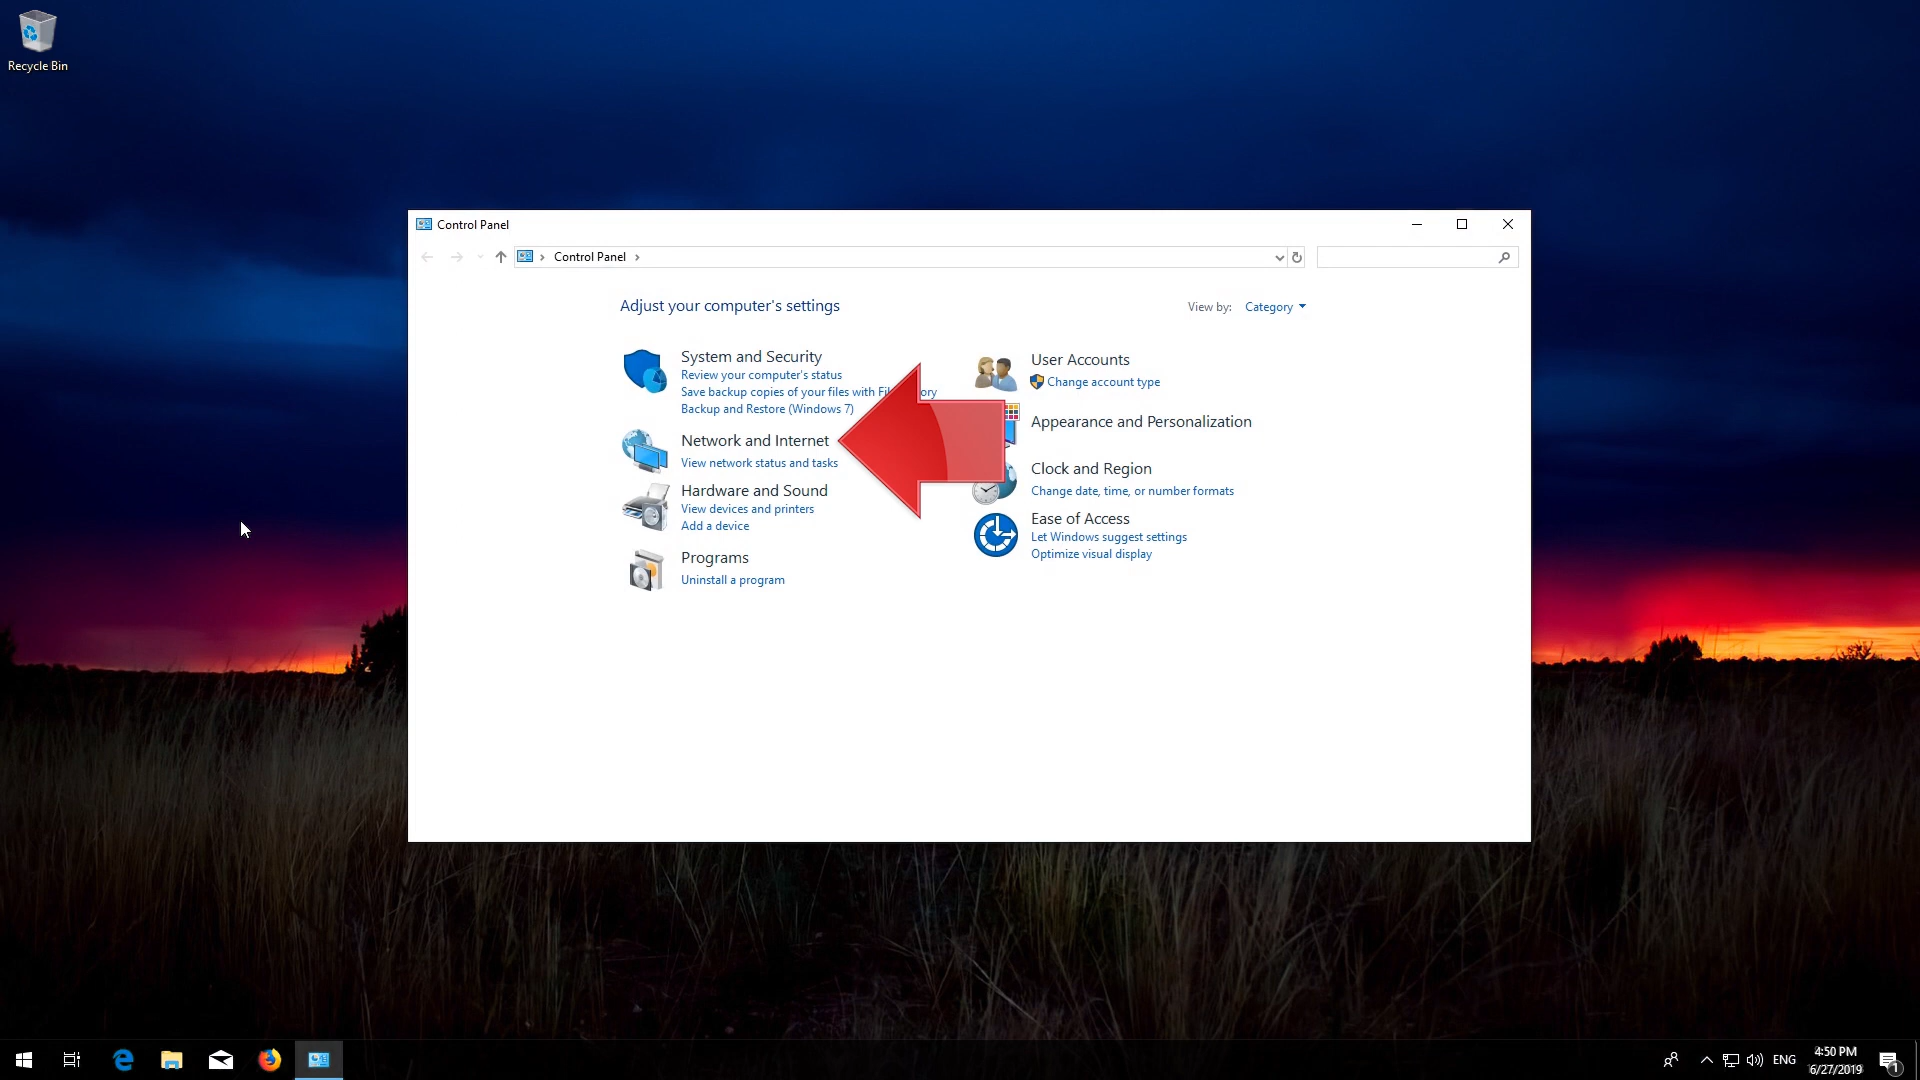 Recycle Bin
Control Panel
Control Panel
Adjust your computer's settings
View by: Category
System and Security
Review your computer's status
Save backup copies of your files with Fil ory
Backup and Restore (Windows 7)
Network and Internet
View network status and tasks
Hardware and Sound
View devices and printers
Add a device
Programs
Uninstall a program
User Accounts
Change account type
Appearance and Personalization
Clock and Region
Change date, time, or number formats
Ease of Access
Let Windows suggest settings
Optimize visual display
ENG
4:50 PM
6/27/2019
1